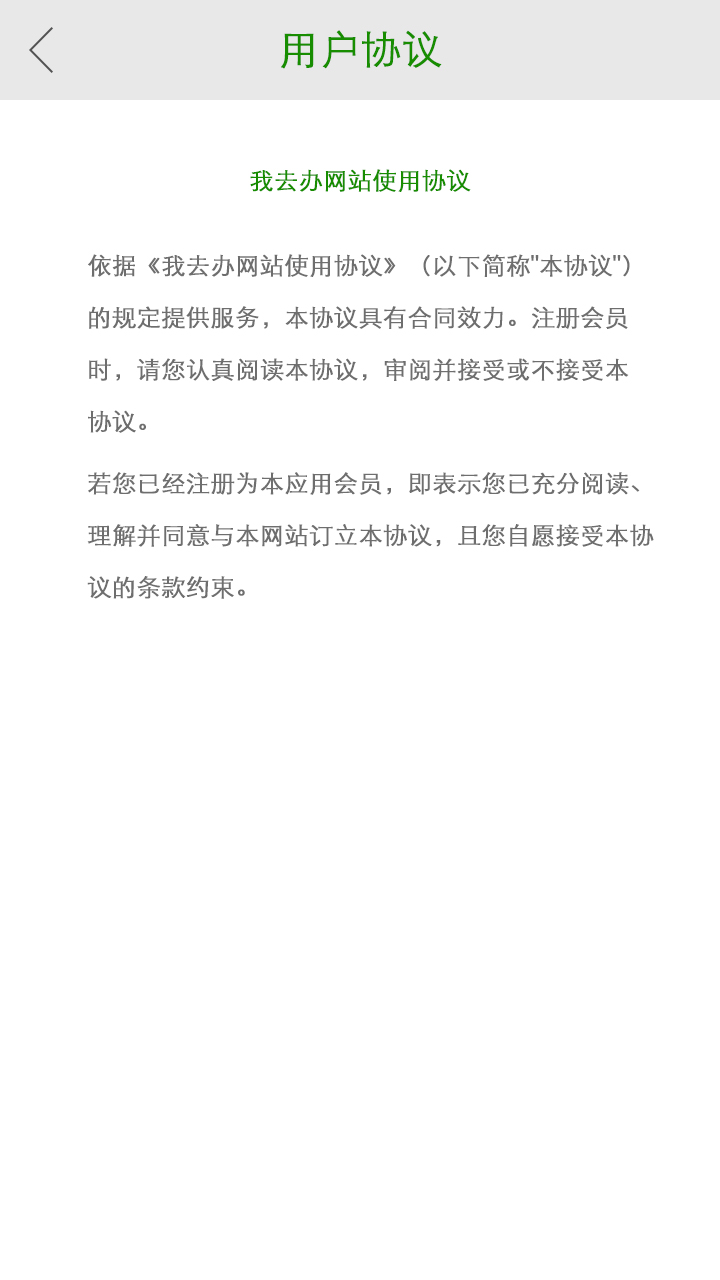 用户协议
我去办网站使用协议
依据《我去办网站使用协议》（以下简称"本协议"）
的规定提供服务，本协议具有合同效力。注册会员
时，请您认真阅读本协议，审阅并接受或不接受本
协议。
若您已经注册为本应用会员，即表示您已充分阅读、
理解并同意与本网站订立本协议，且您自愿接受本协
议的条款约束。